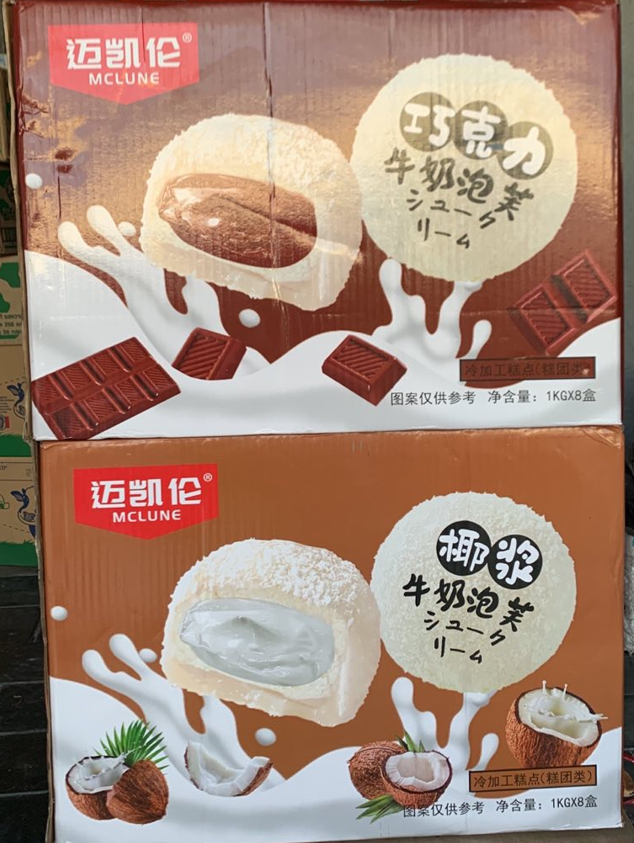 迈凯伦®
MCLUNE
巧克力
牛奶泡芙
シューク
リーム
冷加工糕点(糕团类)
图案仅供参考 净含量：1KGX8盒
迈凯伦®
MCLUNE
椰浆
牛奶泡芙
シューク
リーム
冷加工糕点(糕团类)
图案仅供参考 净含量：1KGX8盒